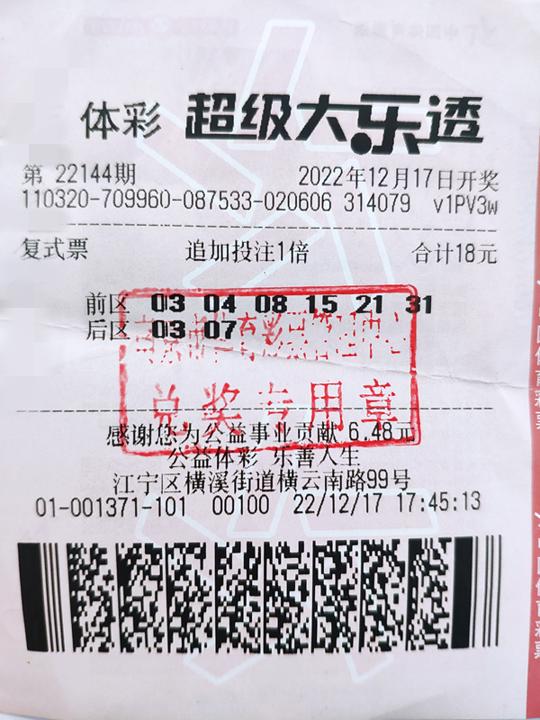 体彩 超级大乐透
第 22144期 2022年12月17日开奖
110320-709960-087533-020606 314079 v1PV3w
复式票 追加投注1倍 合计18元
前区 03 04 08 15 21 31
后区 03 07
兑奖专用章
感谢您为公益事业贡献 6.48元
公益体彩 乐善人生
江宁区横溪街道横云南路99号
01-001371-101 00100 22/12/17 17:45:13